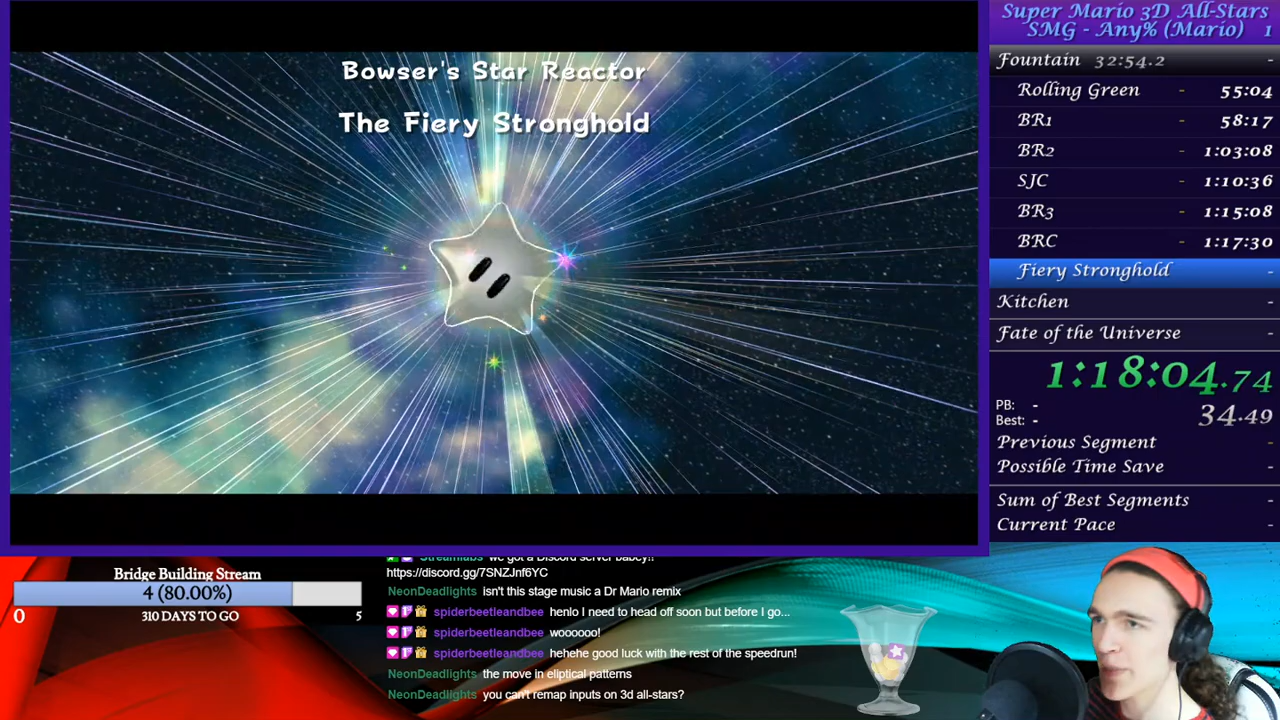 Bowser's Star Reactor
The Fiery Stronghold
Super Mario 3D All-Stars
SMG - Any% (Mario) 1
Fountain 32:54.2 -
Rolling Green - 55:04
BR1 - 58:17
BR2 - 1:03:08
SJC - 1:10:36
BR3 - 1:15:08
BRC - 1:17:30
Fiery Stronghold -
Kitchen -
Fate of the Universe -
1:18:04.74
PB: -
Best: - 34.49
Previous Segment -
Possible Time Save -
Sum of Best Segments -
Current Pace -
Bridge Building Stream
4 (80.00%)
0 310 DAYS TO GO 5
Streamlabs we got a Discord server babey!!
https://discord.gg/7SNZJnf6YC
NeonDeadlights isn't this stage music a Dr Mario remix
spiderbeetleandbee henlo I need to head off soon but before I go...
spiderbeetleandbee woooooo!
spiderbeetleandbee hehehe good luck with the rest of the speedrun!
NeonDeadlights the move in eliptical patterns
NeonDeadlights you can't remap inputs on 3d all-stars?